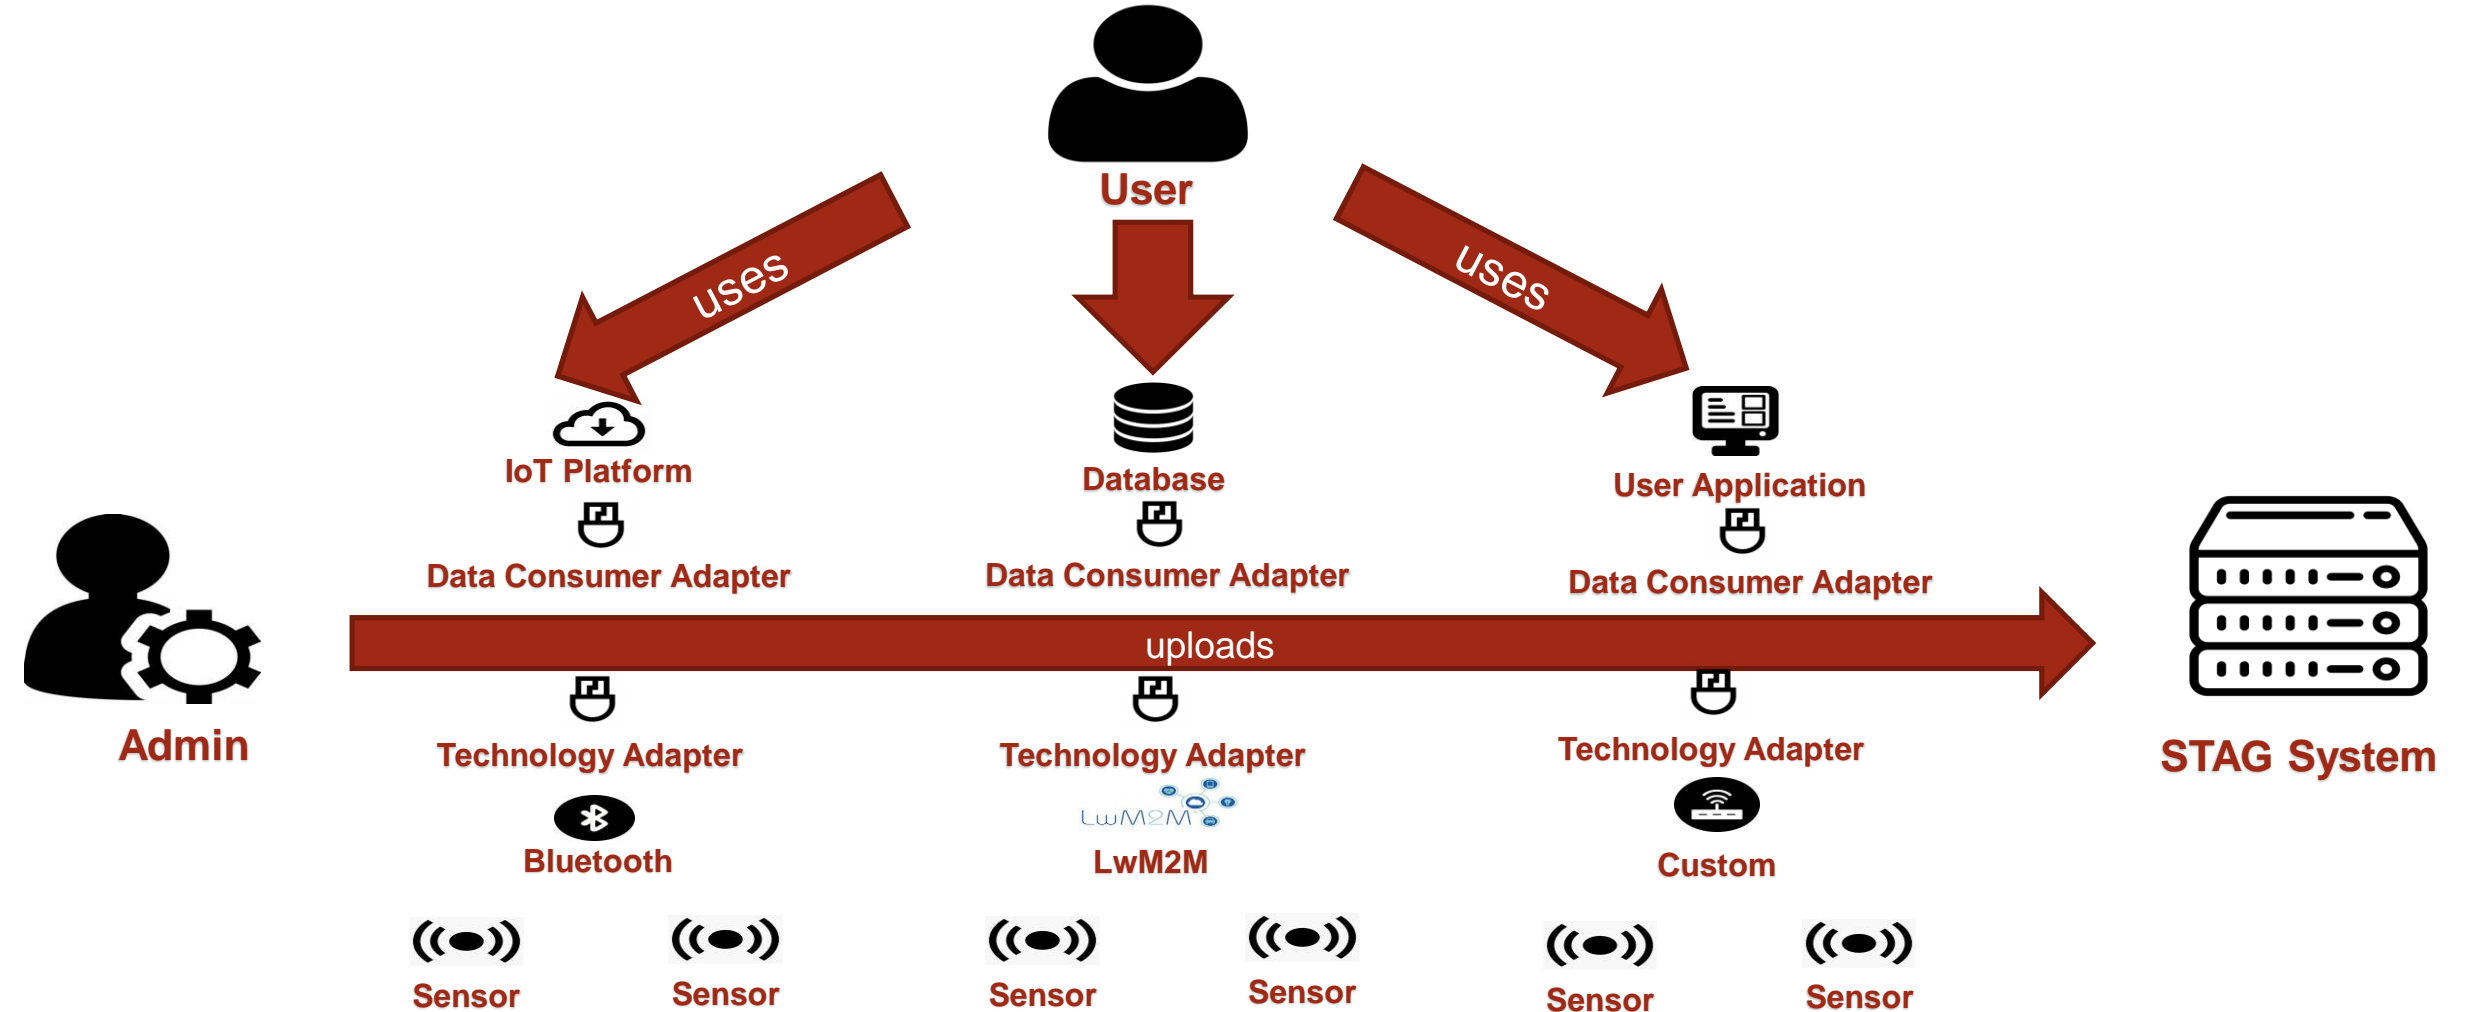 User
uses
uses
IoT Platform
Database
User Application
Data Consumer Adapter
Data Consumer Adapter
Data Consumer Adapter
uploads
Admin
STAG System
Technology Adapter
Technology Adapter
Technology Adapter
LwM2M
Bluetooth
LwM2M
Custom
Sensor
Sensor
Sensor
Sensor
Sensor
Sensor